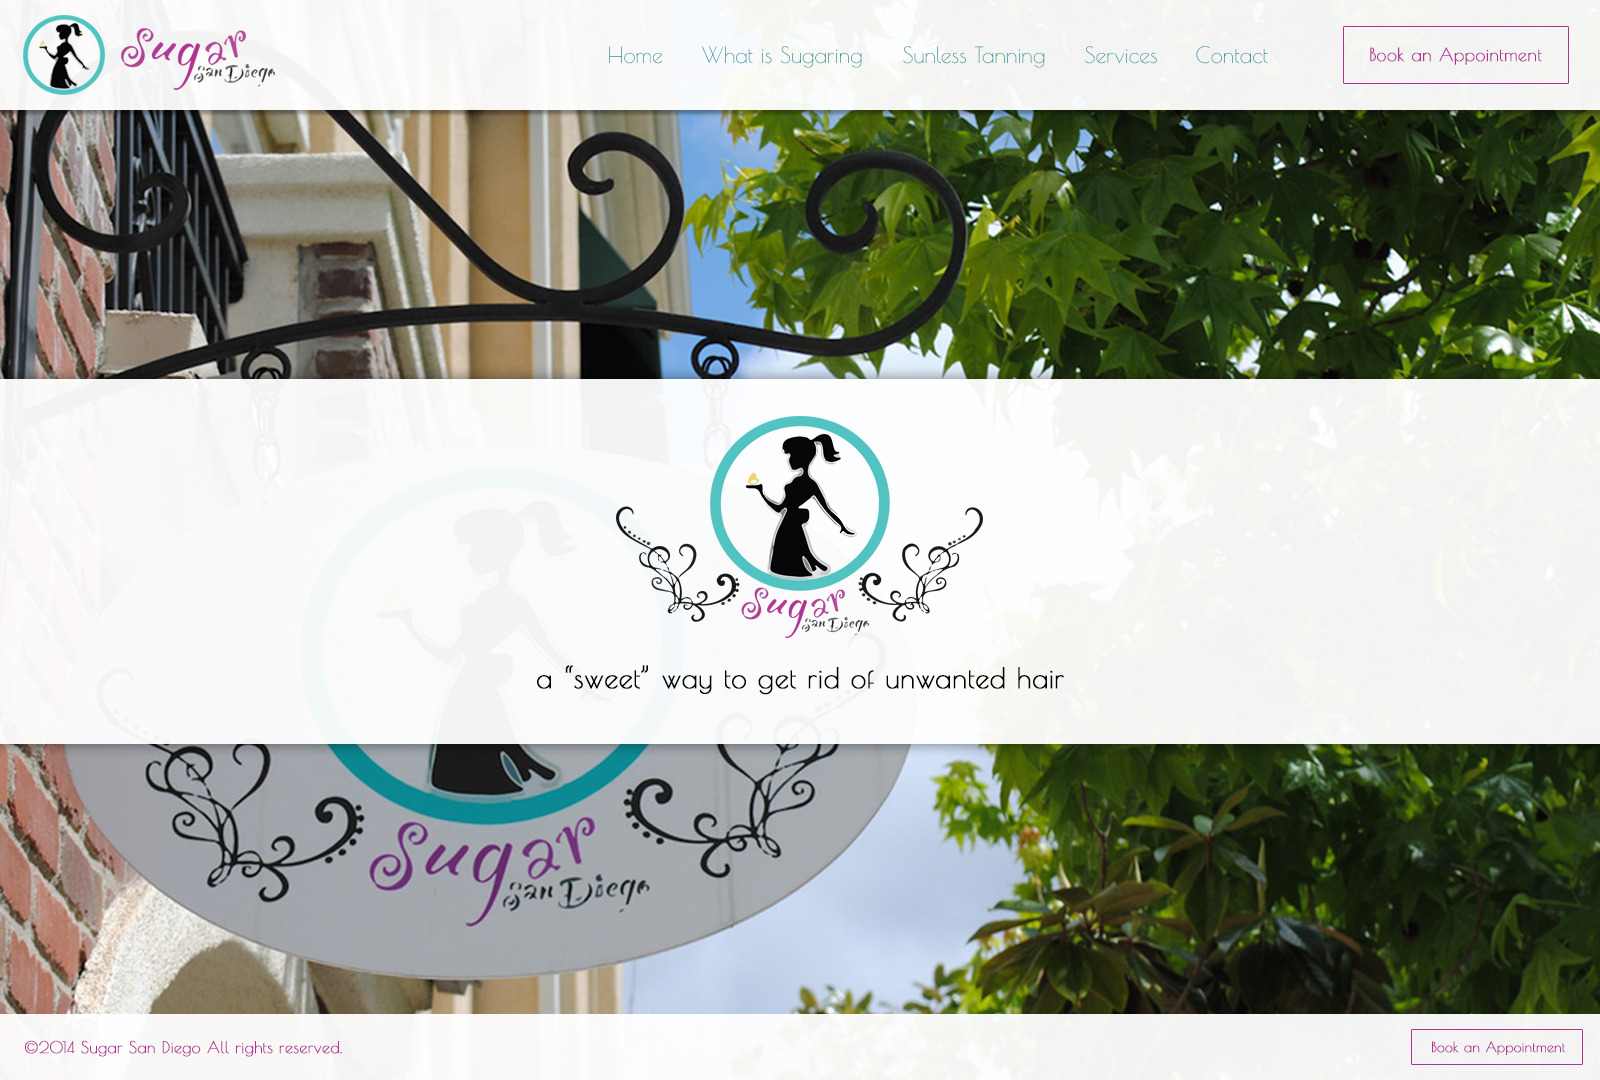 Sugar
San Diego
Home What is Sugaring Sunless Tanning Services Contact
Book an Appointment
Sugar
San Diego
a “sweet” way to get rid of unwanted hair
Sugar
San Diego
©2014 Sugar San Diego All rights reserved.
Book an Appointment